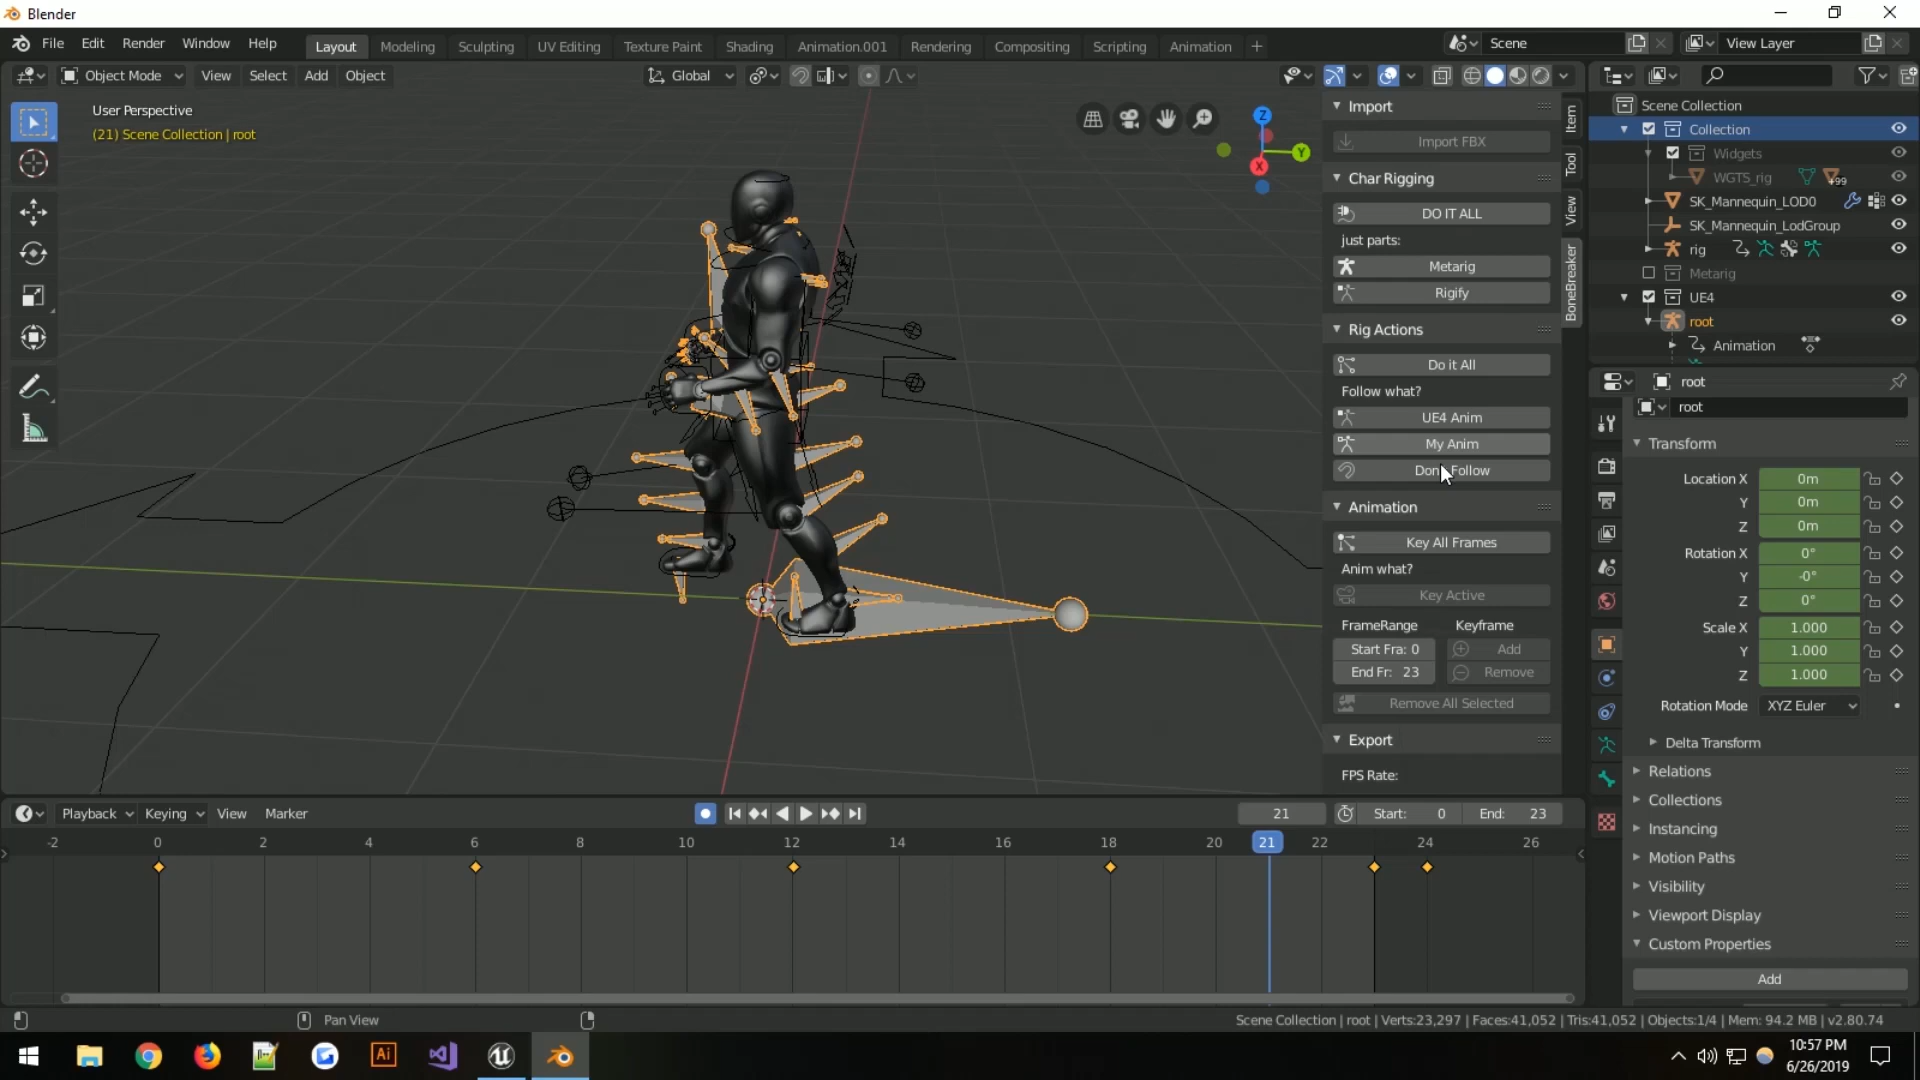 Blender
File Edit Render Window Help Layout Modeling Sculpting UV Editing Texture Paint Shading Animation.001 Rendering Compositing Scripting Animation + Scene View Layer
Object Mode View Select Add Object Global
User Perspective
(21) Scene Collection | root
Z
Y
X
Import
Import FBX
Char Rigging
DO IT ALL
just parts:
Metarig
Rigify
Rig Actions
Do it All
Follow what?
UE4 Anim
My Anim
Follow
Animation
Key All Frames
Anim what?
Key Active
FrameRange Keyframe
Start Fra: 0 Add
End Fr: 23 Remove
Remove All Selected
Export
FPS Rate:
Item
Tool
View
BoneBreaker
Scene Collection
Collection
Widgets
WGTS_rig +99
SK_Mannequin_LOD0
SK_Mannequin_LodGroup
rig
Metarig
UE4
root
Animation
root
root
Transform
Location X 0m
Y 0m
Z 0m
Rotation X 0°
Y -0°
Z 0°
Scale X 1.000
Y 1.000
Z 1.000
Rotation Mode XYZ Euler
Delta Transform
Relations
Collections
Instancing
Motion Paths
Visibility
Viewport Display
Custom Properties
Add
Playback Keying View Marker 21 Start: 0 End: 23
-2 0 2 4 6 8 10 12 14 16 18 20 21 22 24 26
Pan View Scene Collection | root | Verts:23,297 | Faces:41,052 | Tris:41,052 | Objects:1/4 | Mem: 94.2 MB | v2.80.74
Ai
10:57 PM
6/26/2019